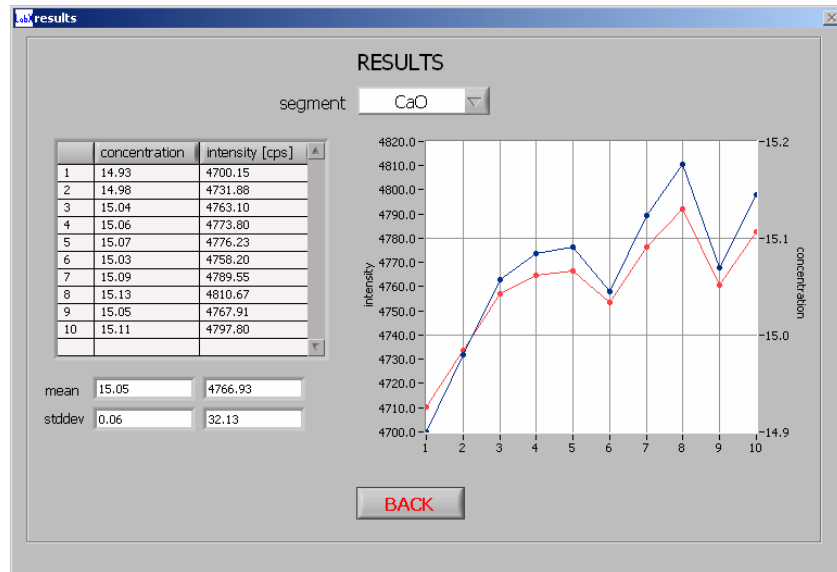 LabX results
RESULTS
segment CaO
concentration intensity [cps]
1 14.93 4700.15
2 14.98 4731.88
3 15.04 4763.10
4 15.06 4773.80
5 15.07 4776.23
6 15.03 4758.20
7 15.09 4789.55
8 15.13 4810.67
9 15.05 4767.91
10 15.11 4797.80
mean 15.05 4766.93
stddev 0.06 32.13
4820.0
4810.0
4800.0
4790.0
4780.0
4770.0
4760.0
4750.0
4740.0
4730.0
4720.0
4710.0
4700.0
intensity
1 2 3 4 5 6 7 8 9 10
15.2
15.1
15.0
14.9
concentration
BACK